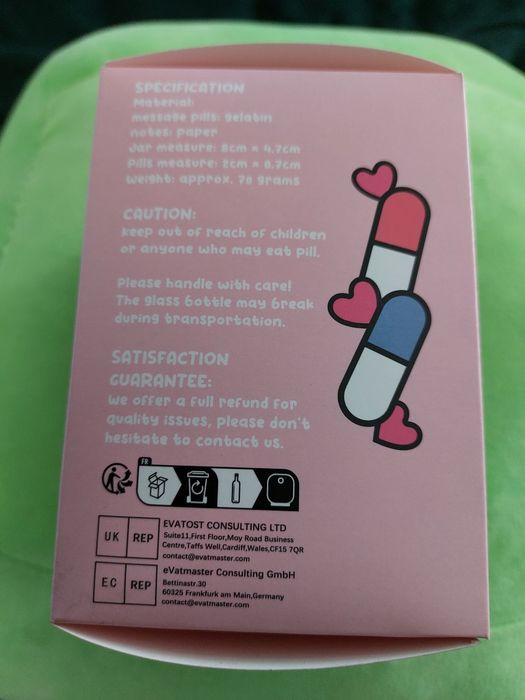 SPECIFICATION
Material:
message pills: gelatin
notes: paper
Jar measure: 8cm × 4.7cm
Pills measure: 2cm × 0.7cm
Weight: approx. 70 grams
CAUTION:
Keep out of reach of children
or anyone who may eat pill.
Please handle with care!
The glass bottle may break
during transportation.
SATISFACTION
GUARANTEE:
We offer a full refund for
quality issues, please don't
hesitate to contact us.
FR
UK REP
EVATOST CONSULTING LTD
Suite11,First Floor,Moy Road Business
Centre,Taffs Well,Cardiff,Wales,CF15 7QR
contact@evatmaster.com
EC REP
eVatmaster Consulting GmbH
Bettinastr.30
60325 Frankfurk am Main,Germany
contact@evatmaster.com